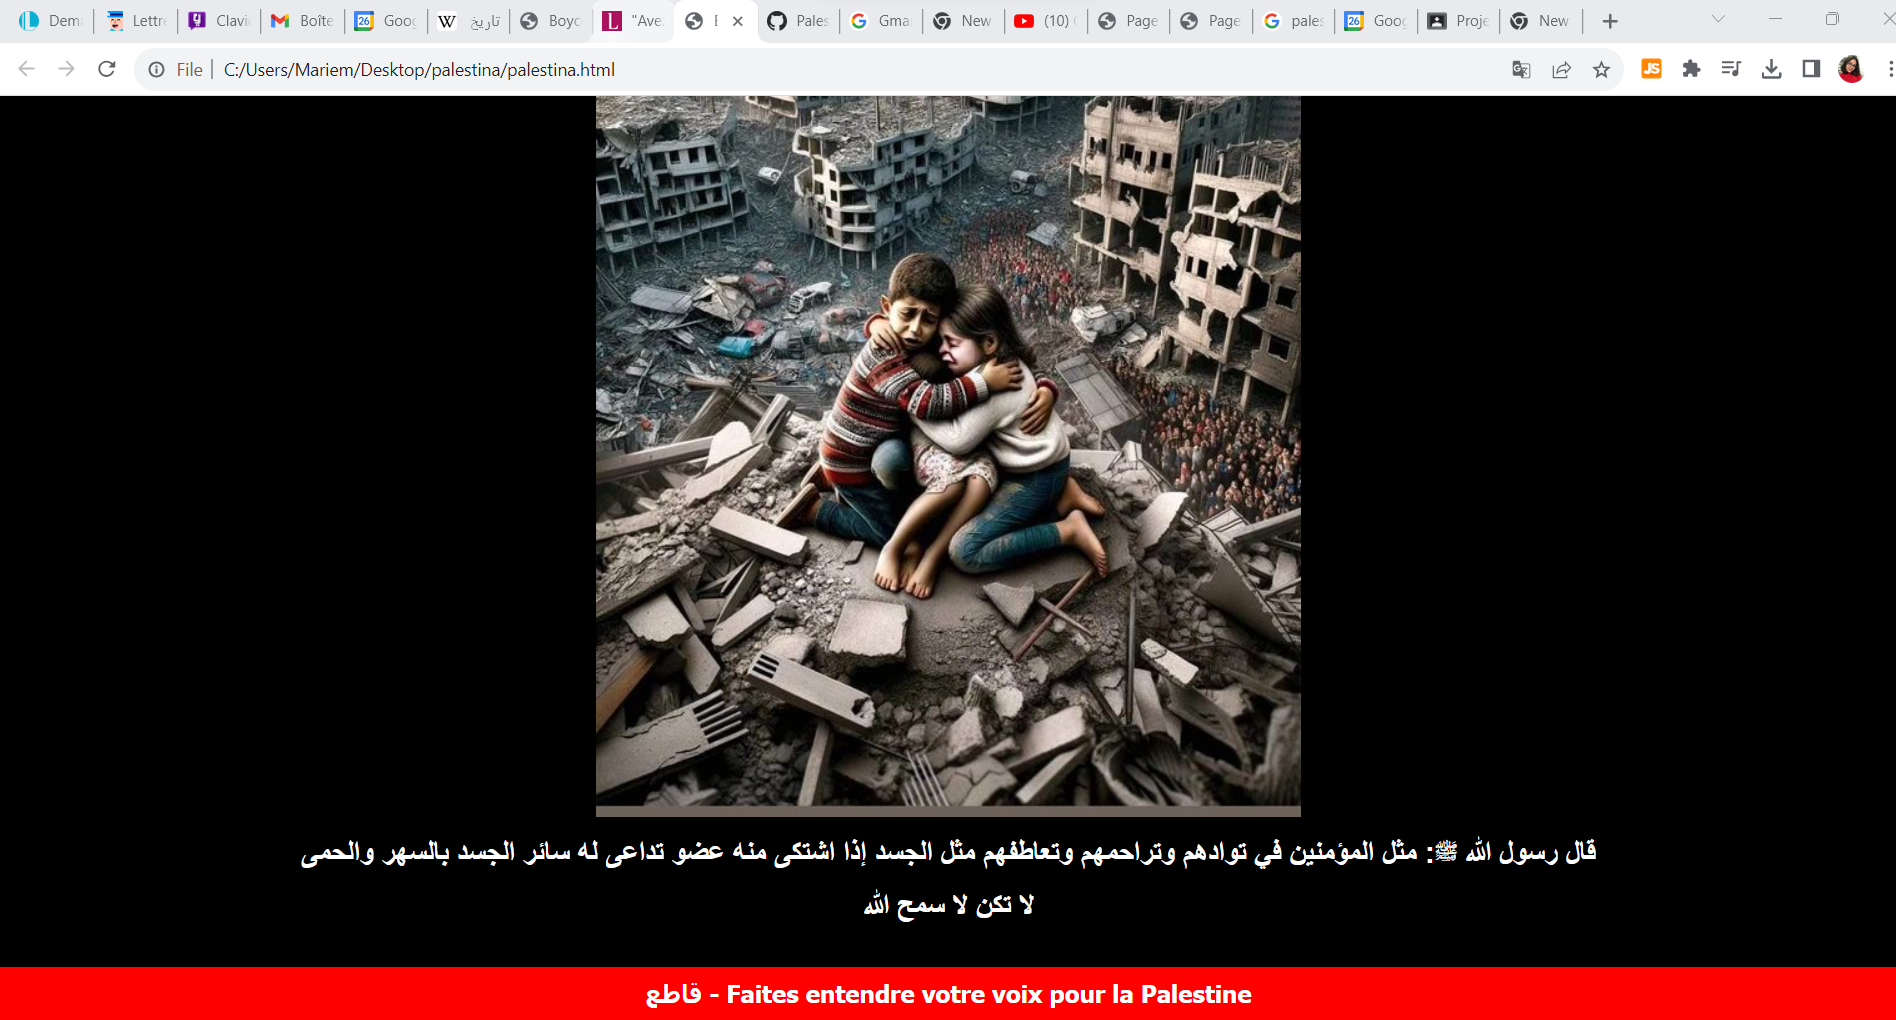 Dem
Lettre
Clavi
Boîte
Goog
تاريخ
Boyc
"Ave
Pales
Gmai
New
(10)
Page
Page
pales
Goog
Proje
New
File
C:/Users/Mariem/Desktop/palestina/palestina.html
قال رسول الله ﷺ: مثل المؤمنين في توادهم وتراحمهم وتعاطفهم مثل الجسد إذا اشتكى منه عضو تداعى له سائر الجسد بالسهر والحمى
لا تكن لا سمح الله
قاطع - Faites entendre votre voix pour la Palestine